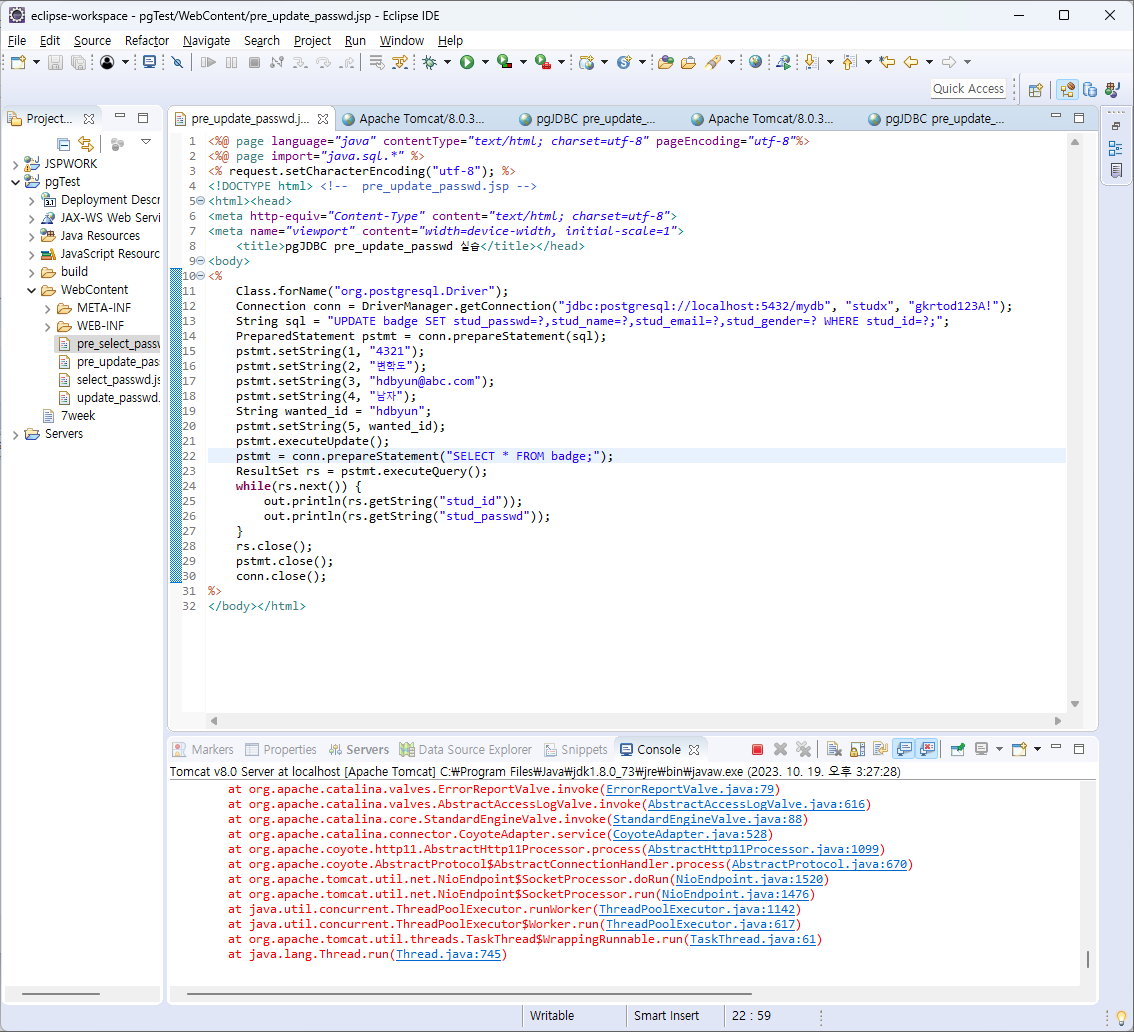 eclipse-workspace - pgTest/WebContent/pre_update_passwd.jsp - Eclipse IDE
File Edit Source Refactor Navigate Search Project Run Window Help
Quick Access
Project...
pre_update_passwd.j... Apache Tomcat/8.0.3... pgJDBC pre_update_... Apache Tomcat/8.0.3... pgJDBC pre_update_...
JSPWORK
pgTest
Deployment Descr
JAX-WS Web Servi
Java Resources
JavaScript Resourc
build
WebContent
META-INF
WEB-INF
pre_select_passw
pre_update_pas
select_passwd.js
update_passwd.
7week
Servers
1 <%@ page language="java" contentType="text/html; charset=utf-8" pageEncoding="utf-8"%>
2 <%@ page import="java.sql.*" %>
3 <% request.setCharacterEncoding("utf-8"); %>
4 <!DOCTYPE html> <!--  pre_update_passwd.jsp -->
5 <html><head>
6 <meta http-equiv="Content-Type" content="text/html; charset=utf-8">
7 <meta name="viewport" content="width=device-width, initial-scale=1">
8     <title>pgJDBC pre_update_passwd 실습</title></head>
9 <body>
10 <%
11     Class.forName("org.postgresql.Driver");
12     Connection conn = DriverManager.getConnection("jdbc:postgresql://localhost:5432/mydb", "studx", "gkrtod123A!");
13     String sql = "UPDATE badge SET stud_passwd=?,stud_name=?,stud_email=?,stud_gender=? WHERE stud_id=?;";
14     PreparedStatement pstmt = conn.prepareStatement(sql);
15     pstmt.setString(1, "4321");
16     pstmt.setString(2, "변학도");
17     pstmt.setString(3, "hdbyun@abc.com");
18     pstmt.setString(4, "남자");
19     String wanted_id = "hdbyun";
20     pstmt.setString(5, wanted_id);
21     pstmt.executeUpdate();
22     pstmt = conn.prepareStatement("SELECT * FROM badge;");
23     ResultSet rs = pstmt.executeQuery();
24     while(rs.next()) {
25         out.println(rs.getString("stud_id"));
26         out.println(rs.getString("stud_passwd"));
27     }
28     rs.close();
29     pstmt.close();
30     conn.close();
31 %>
32 </body></html>
Markers Properties Servers Data Source Explorer Snippets Console
Tomcat v8.0 Server at localhost [Apache Tomcat] C:₩Program Files₩Java₩jdk1.8.0_73₩jre₩bin₩javaw.exe (2023. 10. 19. 오후 3:27:28)
at org.apache.catalina.valves.ErrorReportValve.invoke(ErrorReportValve.java:79)
at org.apache.catalina.valves.AbstractAccessLogValve.invoke(AbstractAccessLogValve.java:616)
at org.apache.catalina.core.StandardEngineValve.invoke(StandardEngineValve.java:88)
at org.apache.catalina.connector.CoyoteAdapter.service(CoyoteAdapter.java:528)
at org.apache.coyote.http11.AbstractHttp11Processor.process(AbstractHttp11Processor.java:1099)
at org.apache.coyote.AbstractProtocol$AbstractConnectionHandler.process(AbstractProtocol.java:670)
at org.apache.tomcat.util.net.NioEndpoint$SocketProcessor.doRun(NioEndpoint.java:1520)
at org.apache.tomcat.util.net.NioEndpoint$SocketProcessor.run(NioEndpoint.java:1476)
at java.util.concurrent.ThreadPoolExecutor.runWorker(ThreadPoolExecutor.java:1142)
at java.util.concurrent.ThreadPoolExecutor$Worker.run(ThreadPoolExecutor.java:617)
at org.apache.tomcat.util.threads.TaskThread$WrappingRunnable.run(TaskThread.java:61)
at java.lang.Thread.run(Thread.java:745)
Writable Smart Insert 22 : 59